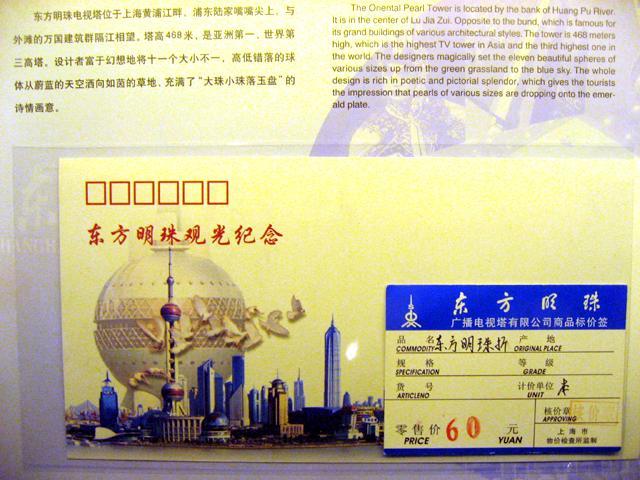 东方明珠电视塔位于上海黄浦江畔，浦东陆家嘴嘴尖上，与
外滩的万国建筑群隔江相望。塔高468米，是亚洲第一，世界第
三高塔。设计者富于幻想地将十一个大小不一，高低错落的球
体从蔚蓝的天空洒向如茵的草地，充满了“大珠小珠落玉盘”的
诗情画意。
The Oriental Pearl Tower is located by the bank of Huang Pu River.
It is in the center of Lu Jia Zui. Opposite to the bund, which is famous for
its grand buildings of various architectural styles. The tower is 468 meters
high, which is the highest TV tower in Asia and the third highest one in
the world. The designers magically set the eleven beautiful spheres of
various sizes up from the green grassland to the blue sky. The whole
design is rich in poetic and pictorial splendor, which gives the tourists
the impression that pearls of various sizes are dropping onto the emer-
ald plate.
东方明珠观光纪念
东方明珠
广播电视塔有限公司商品标价签
品名 东方明珠折 产地
COMMODITY ORIGINAL PLACE
规格 等级
SPECIFICATION GRADE
货号 计价单位 本
ARTICLENO UNIT
核价章 核价
APPROVING
零售价 60 元
PRICE YUAN
上海市
物价检查所监制